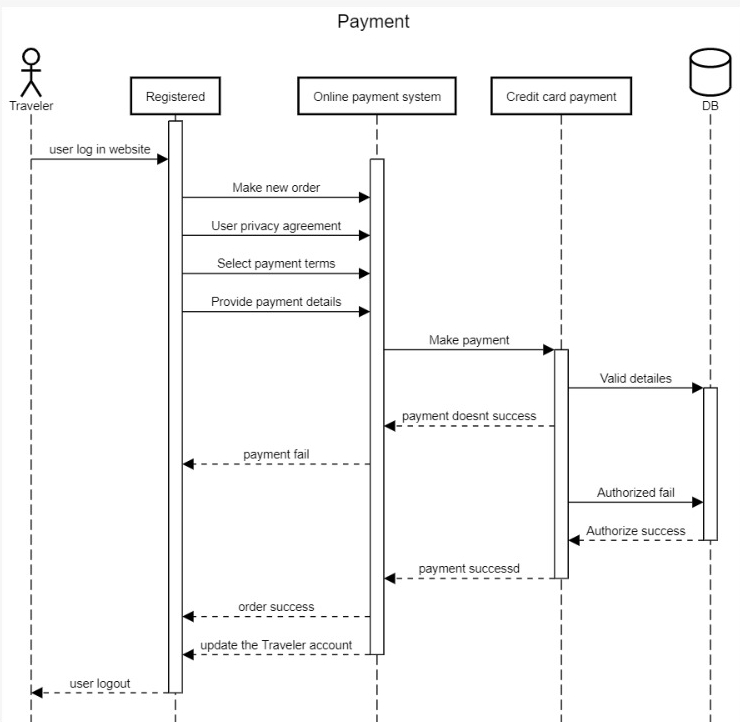 Payment
Traveler
Registered
Online payment system
Credit card payment
DB
user log in website
Make new order
User privacy agreement
Select payment terms
Provide payment details
Make payment
Valid detailes
payment doesnt success
payment fail
Authorized fail
Authorize success
payment successd
order success
update the Traveler account
user logout